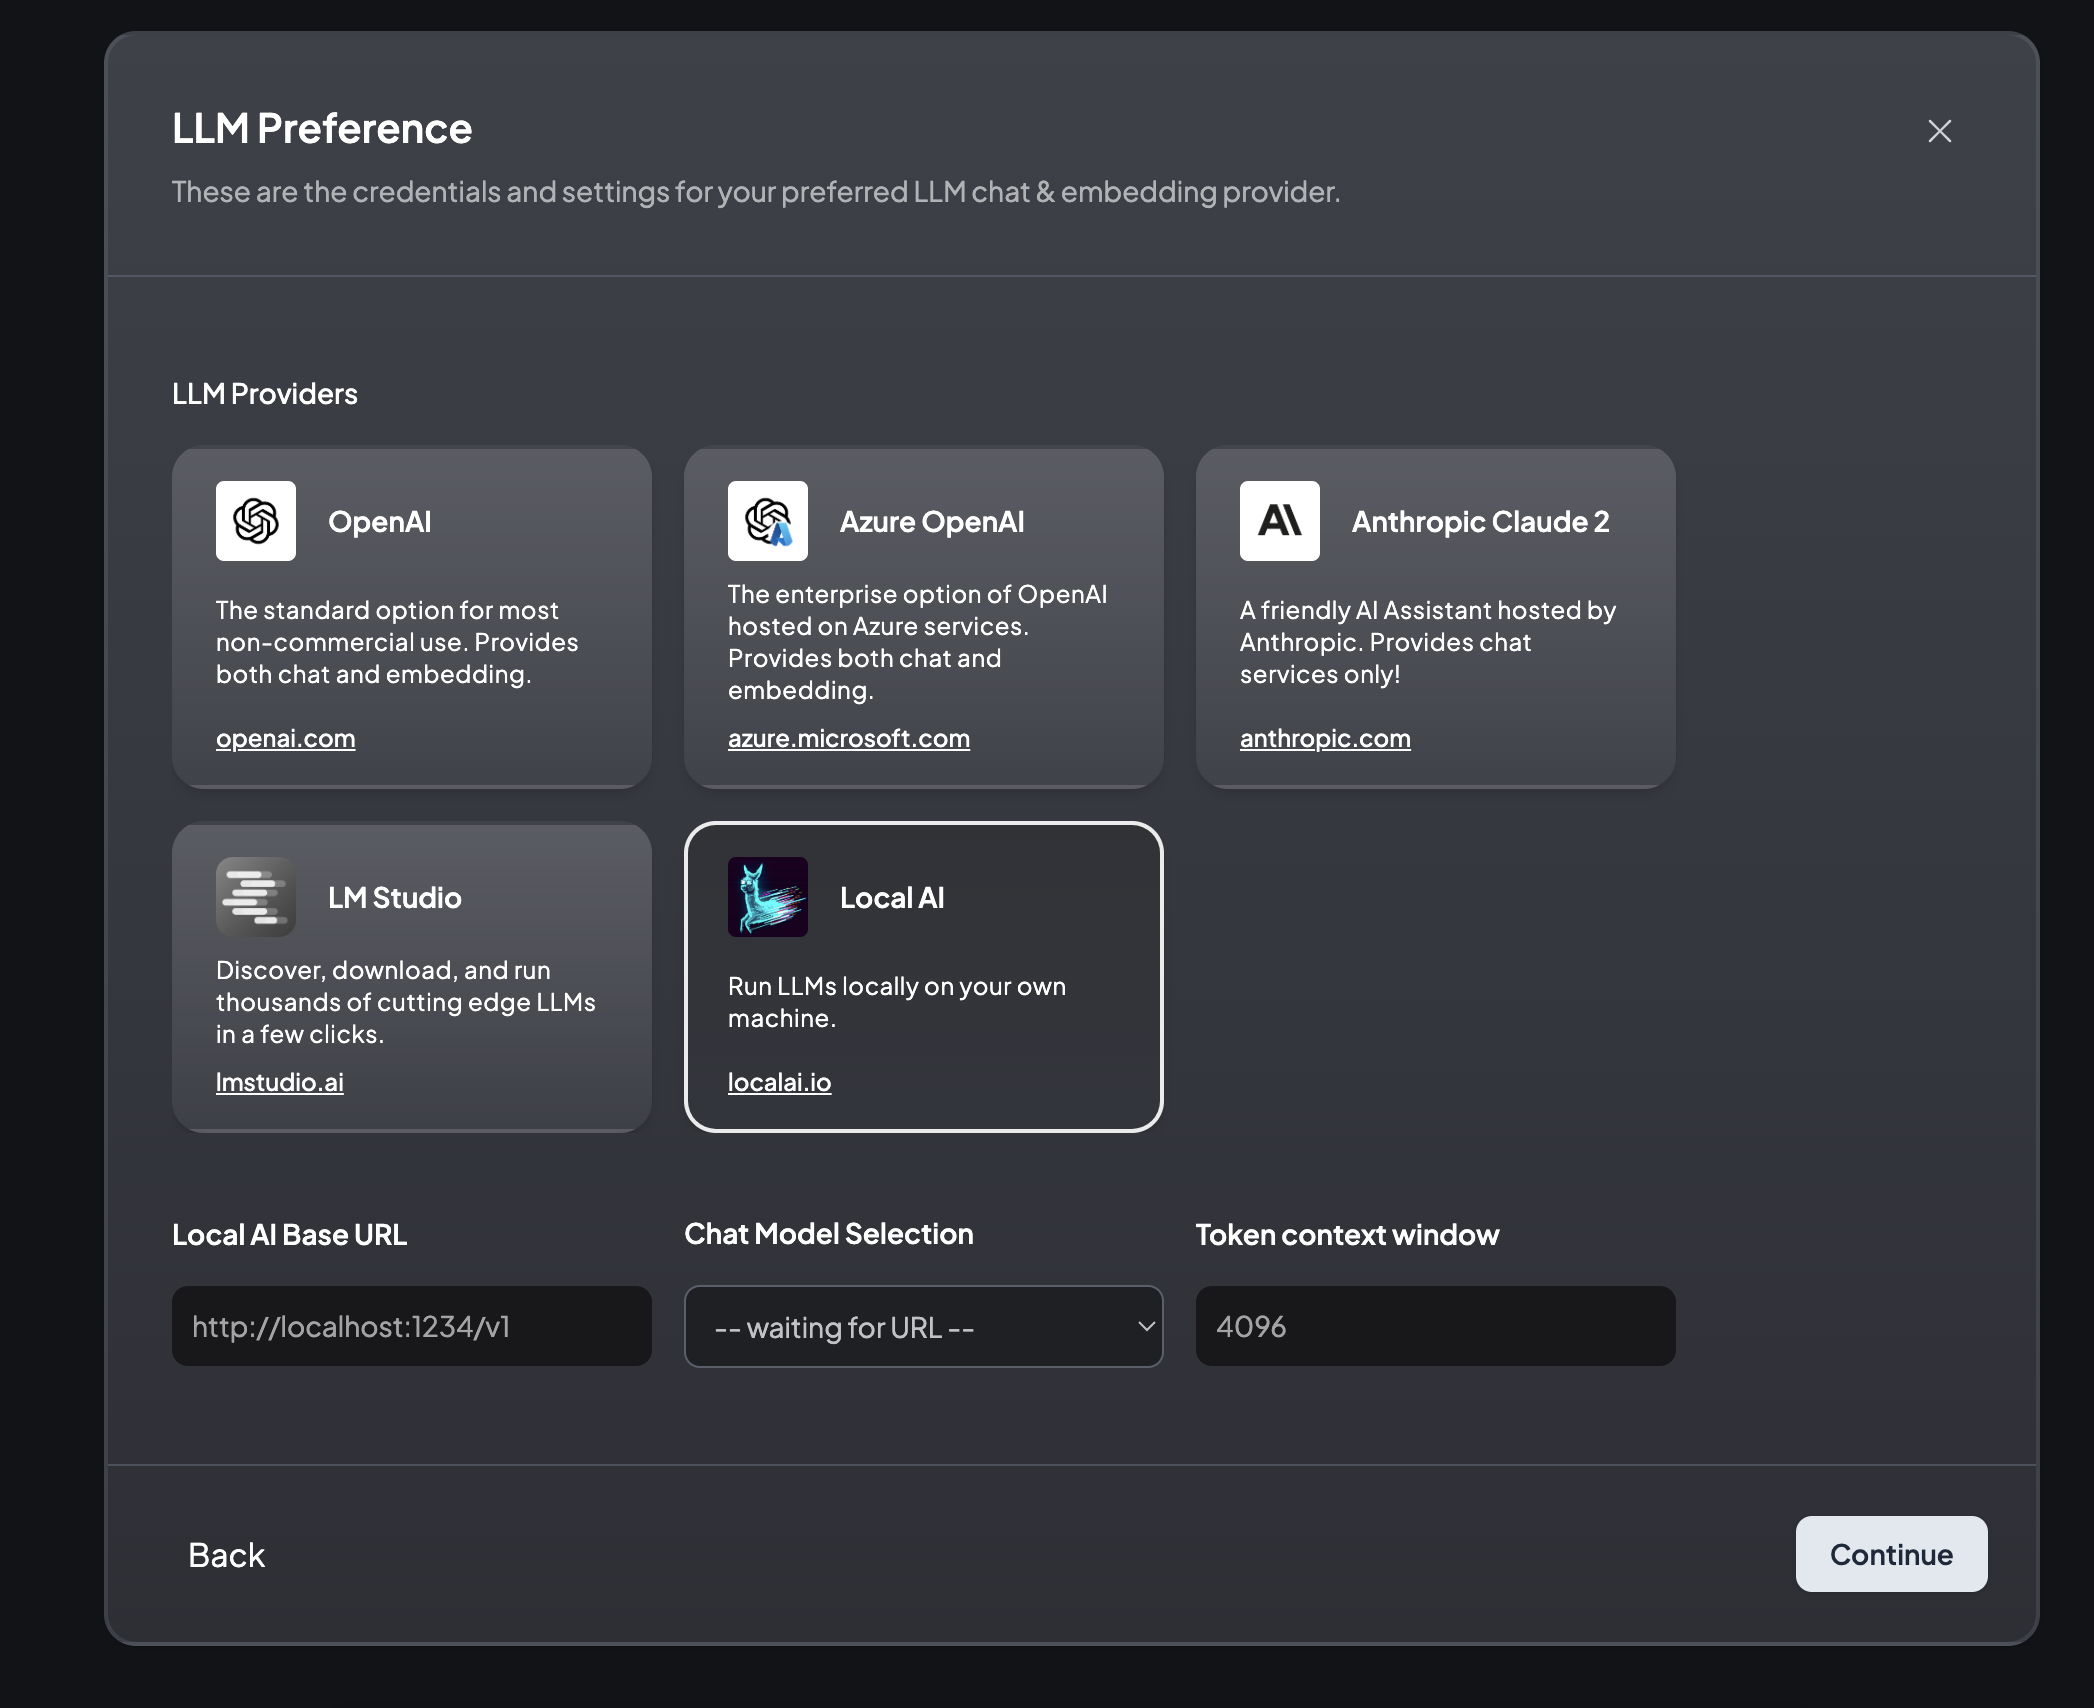 LLM Preference
These are the credentials and settings for your preferred LLM chat & embedding provider.
LLM Providers
OpenAI
The standard option for most
non-commercial use. Provides
both chat and embedding.
openai.com
Azure OpenAI
The enterprise option of OpenAI
hosted on Azure services.
Provides both chat and
embedding.
azure.microsoft.com
Anthropic Claude 2
A friendly AI Assistant hosted by
Anthropic. Provides chat
services only!
anthropic.com
LM Studio
Discover, download, and run
thousands of cutting edge LLMs
in a few clicks.
lmstudio.ai
Local AI
Run LLMs locally on your own
machine.
localai.io
Local AI Base URL
http://localhost:1234/v1
Chat Model Selection
-- waiting for URL --
Token context window
4096
Back
Continue